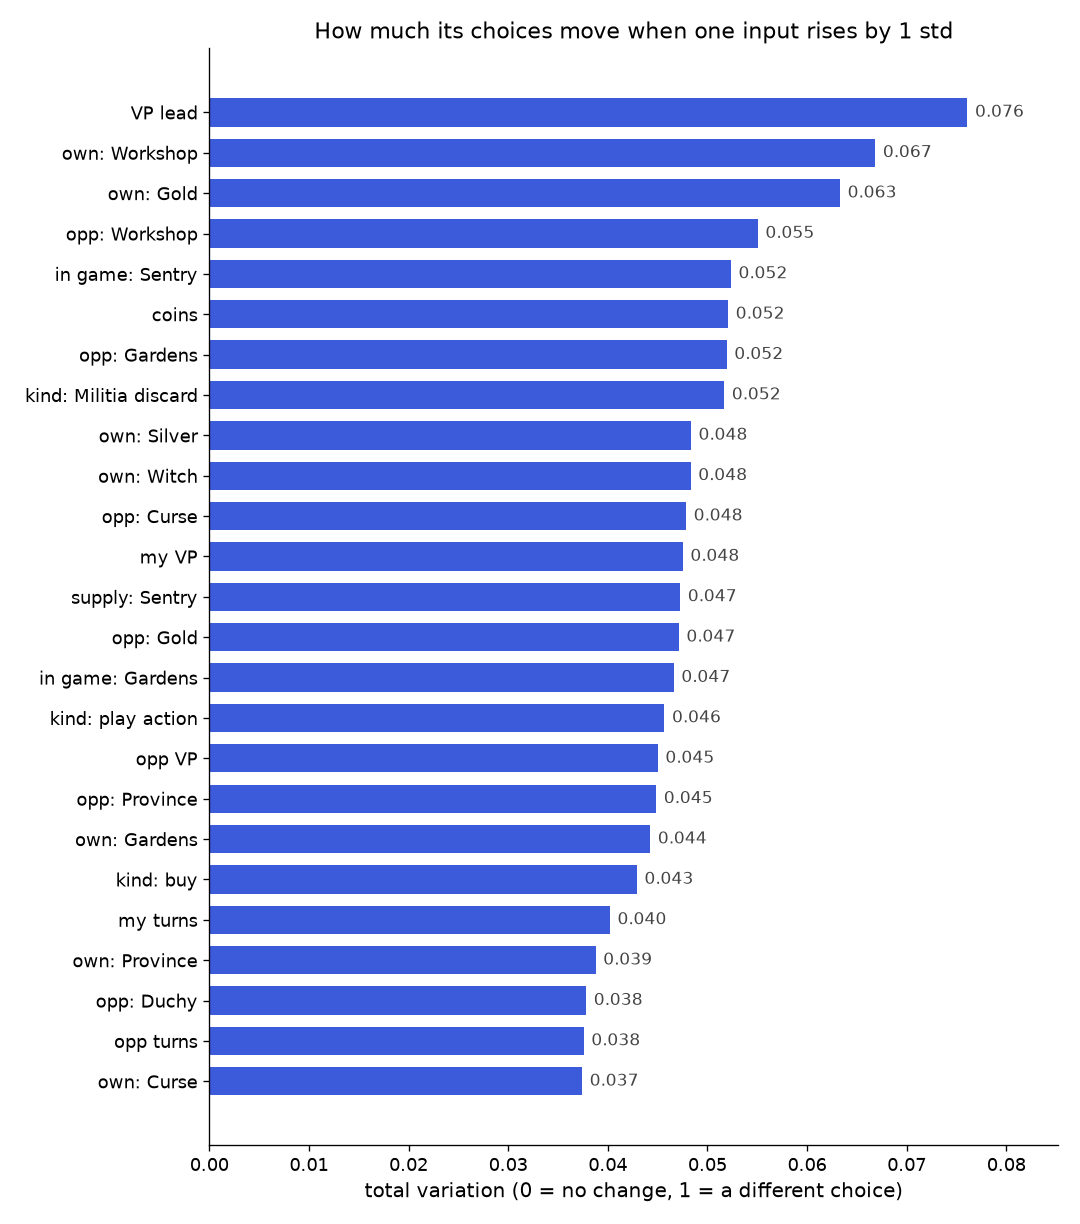 How much its choices move when one input rises by 1 std
VP lead 0.076
own: Workshop 0.067
own: Gold 0.063
opp: Workshop 0.055
in game: Sentry 0.052
coins 0.052
opp: Gardens 0.052
kind: Militia discard 0.052
own: Silver 0.048
own: Witch 0.048
opp: Curse 0.048
my VP 0.048
supply: Sentry 0.047
opp: Gold 0.047
in game: Gardens 0.047
kind: play action 0.046
opp VP 0.045
opp: Province 0.045
own: Gardens 0.044
kind: buy 0.043
my turns 0.040
own: Province 0.039
opp: Duchy 0.038
opp turns 0.038
own: Curse 0.037
0.00 0.01 0.02 0.03 0.04 0.05 0.06 0.07 0.08
total variation (0 = no change, 1 = a different choice)